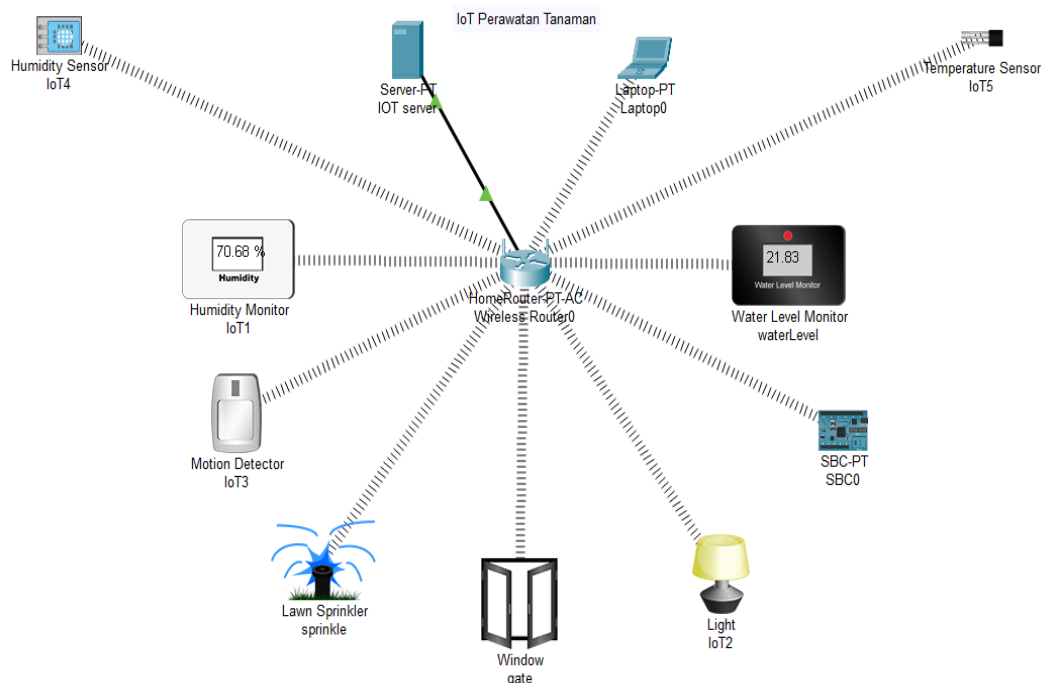 IoT Perawatan Tanaman
Humidity Sensor
IoT4
Server-PT
IOT server
Laptop-PT
Laptop0
Temperature Sensor
IoT5
70.68 %
Humidity
Humidity Monitor
IoT1
HomeRouter-PT-AC
Wireless Router0
21.83
Water Level Monitor
Water Level Monitor
waterLevel
Motion Detector
IoT3
SBC-PT
SBC0
Lawn Sprinkler
sprinkle
Window
gate
Light
IoT2